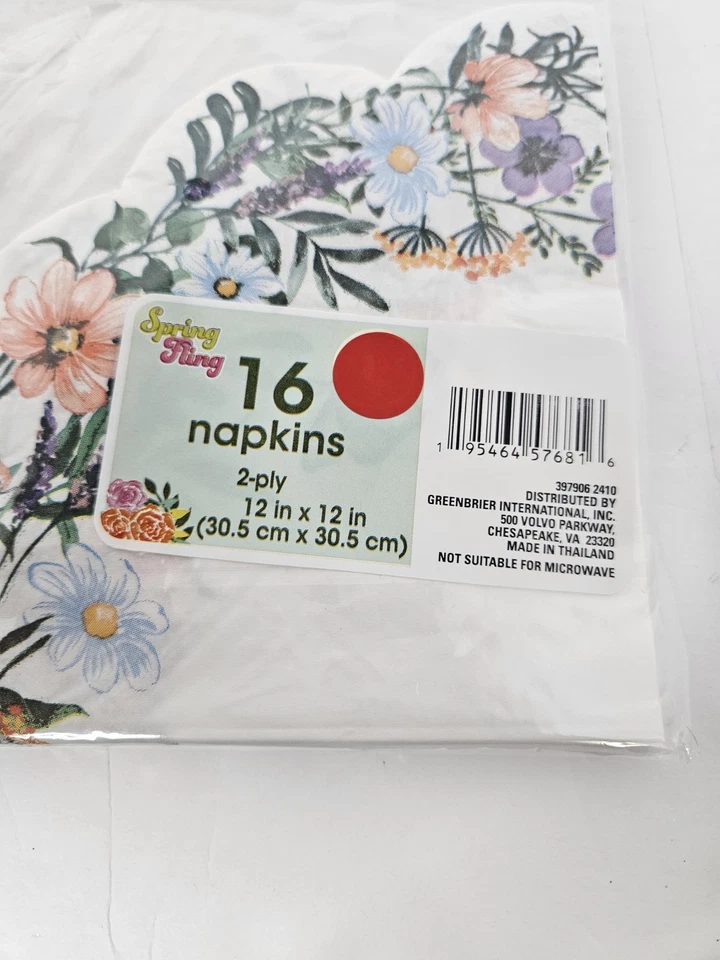 Spring
Fling
16
napkins
2-ply
12 in x 12 in
(30.5 cm x 30.5 cm)
1 95464 57681 6
397906 2410
DISTRIBUTED BY
GREENBRIER INTERNATIONAL, INC.
500 VOLVO PARKWAY,
CHESAPEAKE, VA 23320
MADE IN THAILAND
NOT SUITABLE FOR MICROWAVE